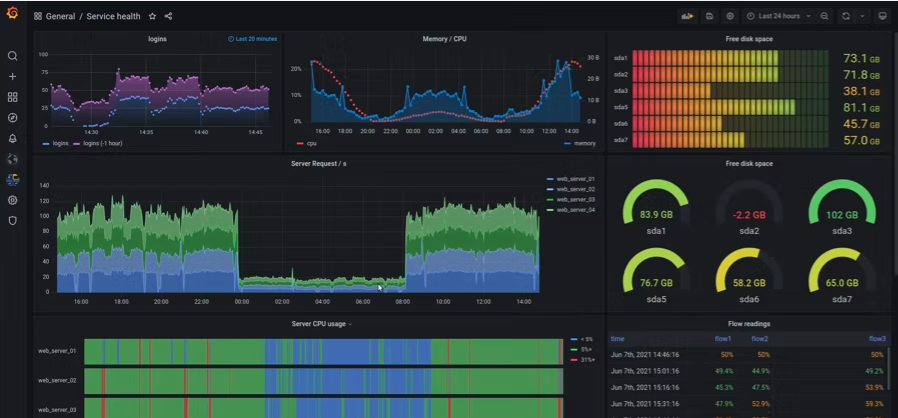 General / Service health
Last 24 hours
logins
Last 20 minutes
100
75
50
25
0
14:30
14:35
14:40
14:45
logins logins (-1 hour)
Memory / CPU
20%
10%
0%
30 B
20 B
10 B
0 B
16:00 18:00 20:00 22:00 00:00 02:00 04:00 06:00 08:00 10:00 12:00 14:00
cpu
memory
Free disk space
sda1 73.1 GB
sda2 71.8 GB
sda3 38.1 GB
sda5 81.1 GB
sda6 45.7 GB
sda7 57.0 GB
Server Request / s
140
120
100
80
60
40
20
0
16:00 18:00 20:00 22:00 00:00 02:00 04:00 06:00 08:00 10:00 12:00 14:00
web_server_01
web_server_02
web_server_03
web_server_04
Free disk space
83.9 GB
-2.2 GB
102 GB
sda1 sda2 sda3
76.7 GB
58.2 GB
65.0 GB
sda5 sda6 sda7
Server CPU usage
web_server_01
web_server_02
web_server_03
< 5%
5%+
31%+
Flow readings
time flow1 flow2 flow3
Jun 7th, 2021 14:46:16 50% 50% 50%
Jun 7th, 2021 15:01:16 49.4% 44.9% 49.2%
Jun 7th, 2021 15:16:16 45.3% 47.5% 53.9%
Jun 7th, 2021 15:31:16 47.9% 52.9% 59.3%